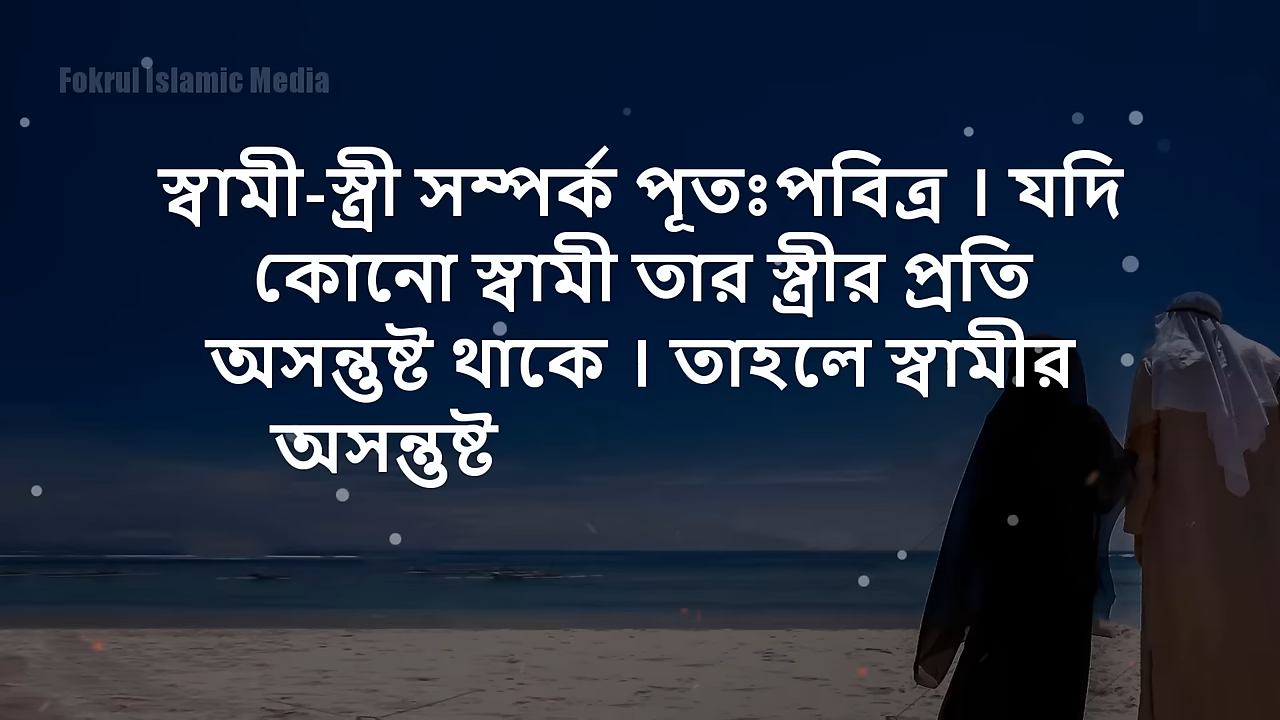 Fokrul Islamic Media
স্বামী-স্ত্রী সম্পর্ক পূতঃপবিত্র । যদি
কোনো স্বামী তার স্ত্রীর প্রতি
অসন্তুষ্ট থাকে । তাহলে স্বামীর
অসন্তুষ্ট